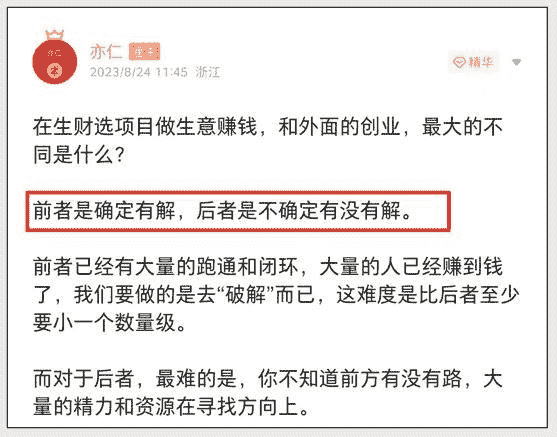 亦仁
星主
2023/8/24 11:45 浙江
精华
在生财选项目做生意赚钱，和外面的创业，最大的不
同是什么？
前者是确定有解，后者是不确定有没有解。
前者已经有大量的跑通和闭环，大量的人已经赚到钱
了，我们要做的是去“破解”而已，这难度是比后者至少
要小一个数量级。
而对于后者，最难的是，你不知道前方有没有路，大
量的精力和资源在寻找方向上。